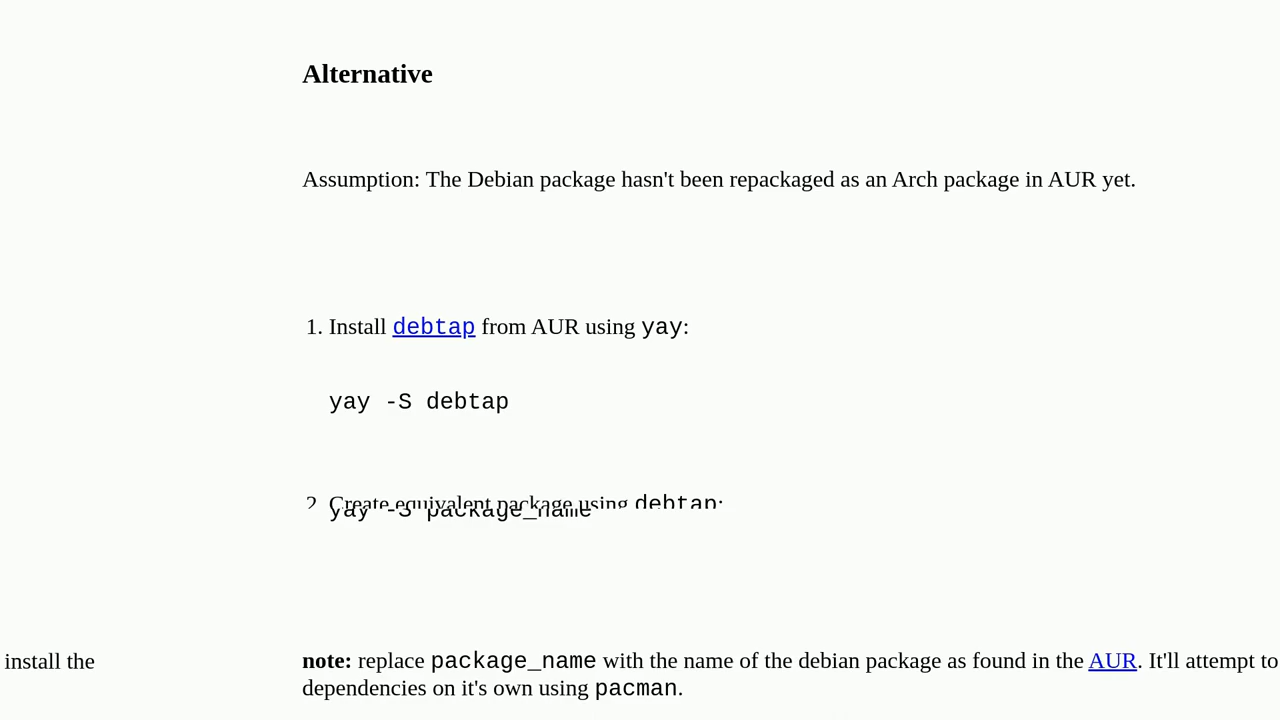 Alternative
Assumption: The Debian package hasn't been repackaged as an Arch package in AUR yet.
1. Install debtap from AUR using yay:
yay -S debtap
2. Create equivalent package using debtap:
yay -S package_name
note: replace package_name with the name of the debian package as found in the AUR. It'll attempt to
install the
dependencies on it's own using pacman.